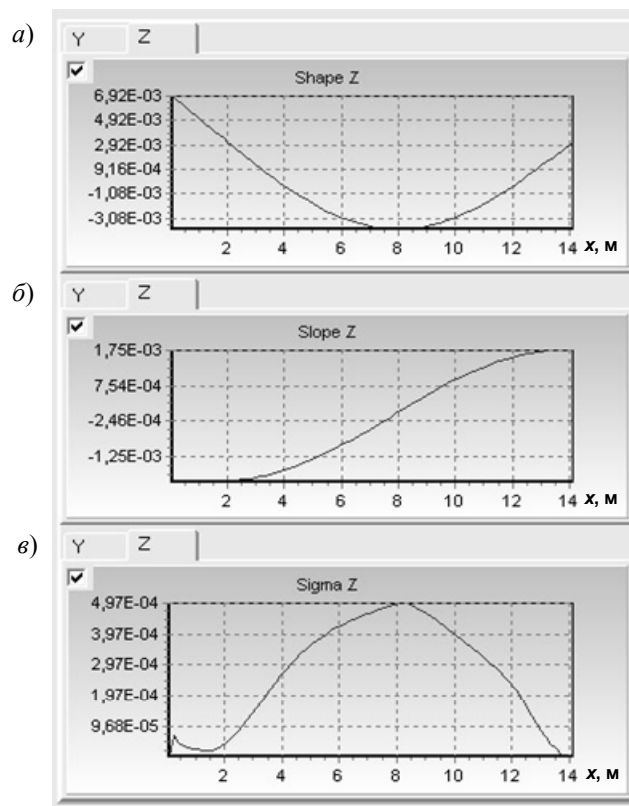 а)
Y Z
Shape Z
6,92E-03
4,92E-03
2,92E-03
9,16E-04
-1,08E-03
-3,08E-03
2 4 6 8 10 12 14 x, м
б)
Y Z
Slope Z
1,75E-03
7,54E-04
-2,46E-04
-1,25E-03
2 4 6 8 10 12 14 x, м
в)
Y Z
Sigma Z
4,97E-04
3,97E-04
2,97E-04
1,97E-04
9,68E-05
2 4 6 8 10 12 14 x, м